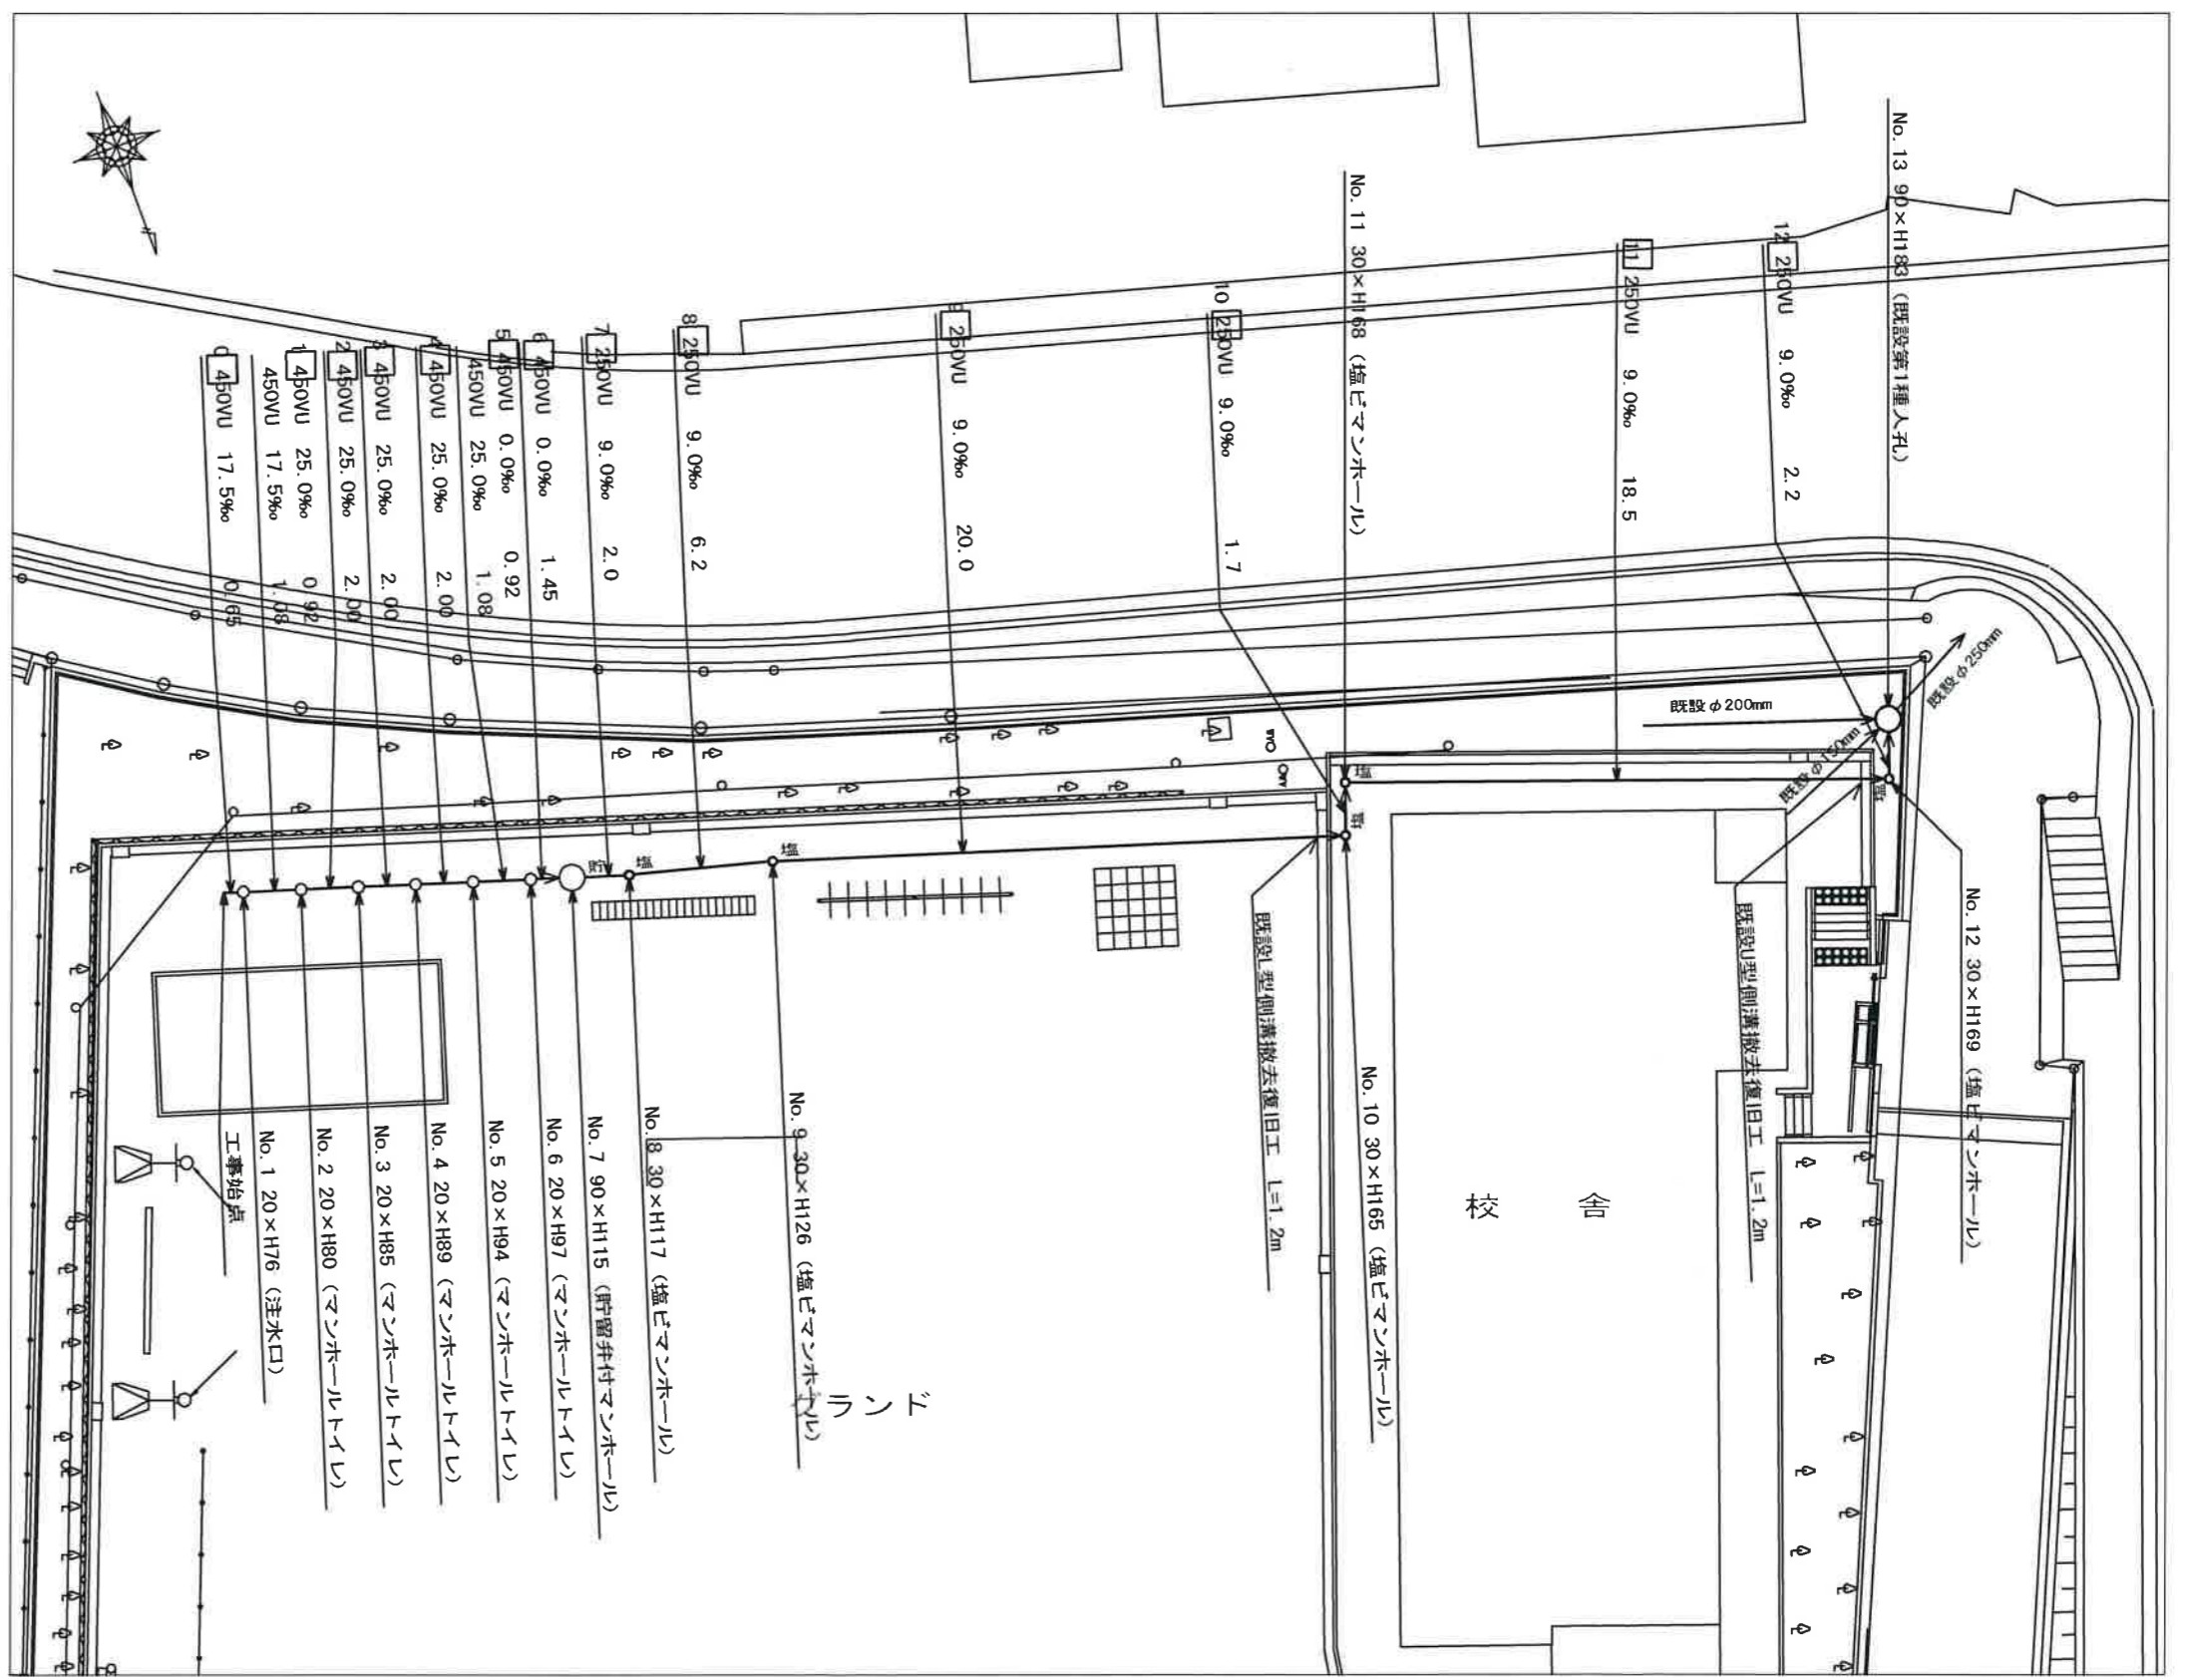 No. 13 90×H183 (既設第1種人孔)
No. 11 30×H168 (塩ビマンホール)
0 450VU 17.5‰ 0.65
450VU 17.5‰ 1.08
1 450VU 25.0‰ 0.92
2 450VU 25.0‰ 2.00
3 450VU 25.0‰ 2.00
4 450VU 25.0‰ 2.00
450VU 25.0‰ 1.08
5 450VU 0.0‰ 0.92
6 450VU 0.0‰ 1.45
7 250VU 9.0‰ 2.0
8 250VU 9.0‰ 6.2
9 250VU 9.0‰ 20.0
10 250VU 9.0‰ 1.7
11 250VU 9.0‰ 18.5
12 250VU 9.0‰ 2.2
既設φ250mm
既設φ200mm
既設φ150mm
塩
塩
塩
貯
塩
塩
工事始点
No. 1 20×H76 (注水口)
No. 2 20×H80 (マンホールトイレ)
No. 3 20×H85 (マンホールトイレ)
No. 4 20×H89 (マンホールトイレ)
No. 5 20×H94 (マンホールトイレ)
No. 6 20×H97 (マンホールトイレ)
No. 7 90×H115 (貯留弁付マンホール)
No. 8 30×H117 (塩ビマンホール)
No. 9 30×H126 (塩ビマンホール)
既設L型側溝撤去復旧工 L=1.2m
No. 10 30×H165 (塩ビマンホール)
既設U型側溝撤去復旧工 L=1.2m
No. 12 30×H169 (塩ビマンホール)
校舎
ランド